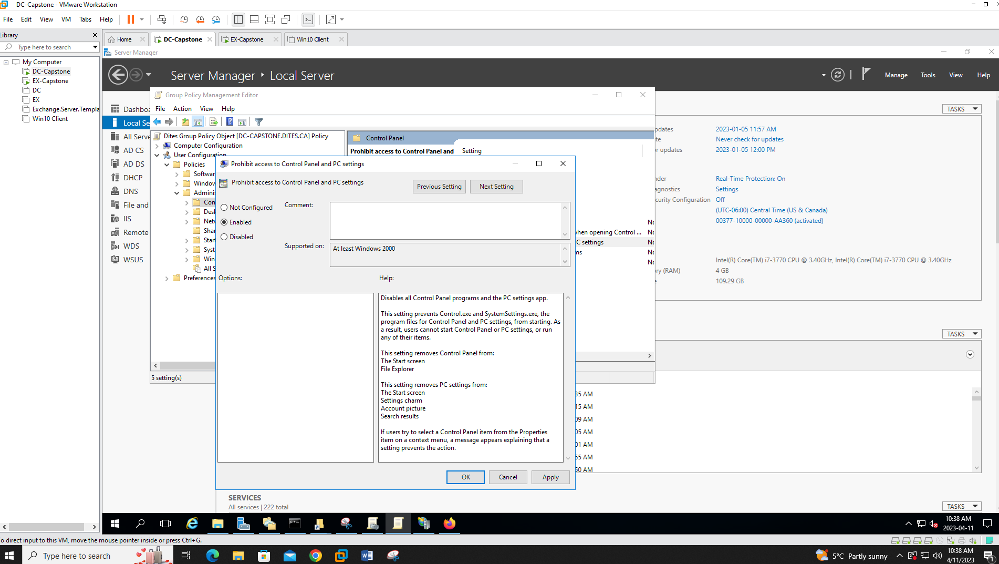 DC-Capstone - VMware Workstation
File Edit View VM Tabs Help
Library
Type here to search
My Computer
DC-Capstone
EX-Capstone
DC
EX
Exchange.Server.Templa
Win10 Client
Home
DC-Capstone
EX-Capstone
Win10 Client
Server Manager
Server Manager
Local Server
Manage Tools View Help
Dashboa
Local Se
All Serve
AD CS
AD DS
DHCP
DNS
File and
IIS
Remote
WDS
WSUS
Group Policy Management Editor
File Action View Help
Dites Group Policy Object [DC-CAPSTONE.DITES.CA] Policy
Computer Configuration
User Configuration
Policies
Softwar
Window
Adminis
Con
Desk
Netw
Shar
Start
Syst
Win
All S
Preferences
5 setting(s)
Control Panel
Prohibit access to Control Panel and
Setting
when opening Control ...
PC settings
ms
No
No
No
No
No
Prohibit access to Control Panel and PC settings
Prohibit access to Control Panel and PC settings
Previous Setting
Next Setting
Not Configured
Enabled
Disabled
Comment:
Supported on:
At least Windows 2000
Options:
Help:
Disables all Control Panel programs and the PC settings app.
This setting prevents Control.exe and SystemSettings.exe, the
program files for Control Panel and PC settings, from starting. As
a result, users cannot start Control Panel or PC settings, or run
any of their items.
This setting removes Control Panel from:
The Start screen
File Explorer
This setting removes PC settings from:
The Start screen
Settings charm
Account picture
Search results
If users try to select a Control Panel item from the Properties
item on a context menu, a message appears explaining that a
setting prevents the action.
OK
Cancel
Apply
TASKS
pdates 2023-01-05 11:57 AM
te Never check for updates
r updates 2023-01-05 12:00 PM
nder Real-Time Protection: On
agnostics Settings
curity Configuration Off
(UTC-06:00) Central Time (US & Canada)
00377-10000-00000-AA360 (activated)
Intel(R) Core(TM) i7-3770 CPU @ 3.40GHz, Intel(R) Core(TM) i7-3770 CPU @ 3.40GHz
ry (RAM) 4 GB
e 109.29 GB
TASKS
35 AM
15 AM
09 AM
05 AM
01 AM
55 AM
50 AM
SERVICES
All services | 222 total
TASKS
10:38 AM
2023-04-11
To direct input to this VM, move the mouse pointer inside or press Ctrl+G.
Type here to search
5°C Partly sunny
10:38 AM
4/11/2023
1